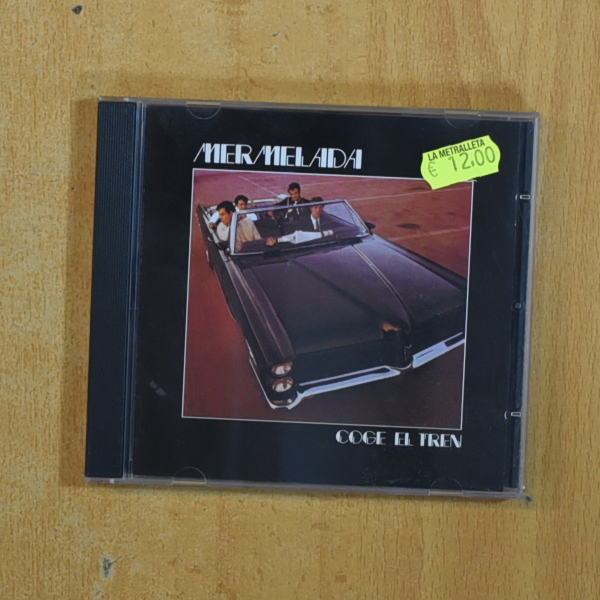 MERMELADA
LA METRALLETA
€ 12,00
COGE EL TREN